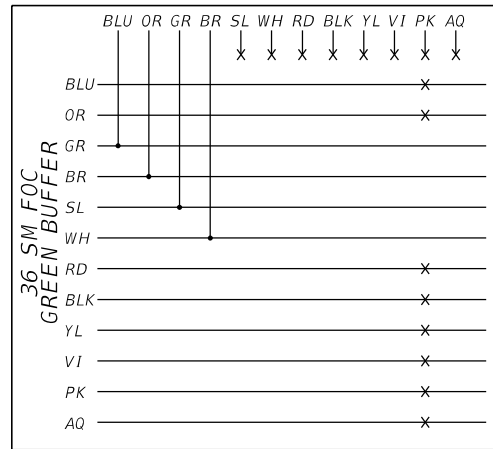 BLU OR GR BR SL WH RD BLK YL VI PK AQ
36 SM FOC
GREEN BUFFER
BLU
OR
GR
BR
SL
WH
RD
BLK
YL
VI
PK
AQ